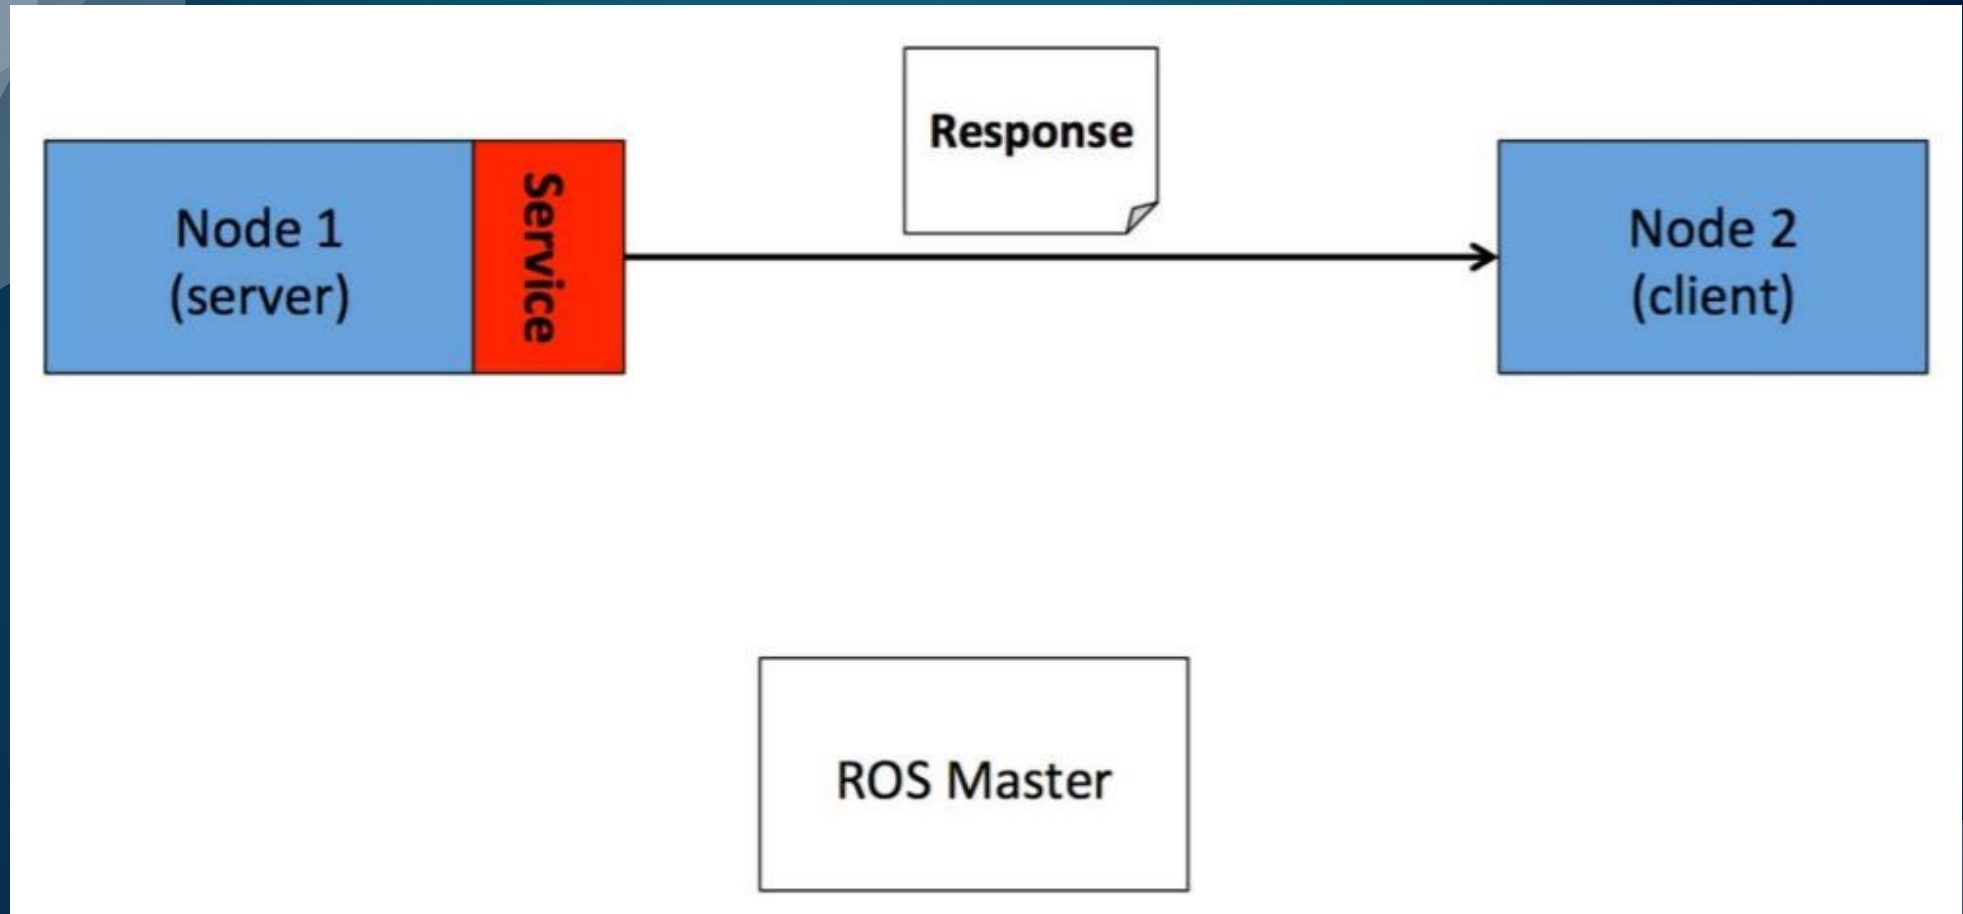 Response
Node 1
(server)
Service
Node 2
(client)
ROS Master